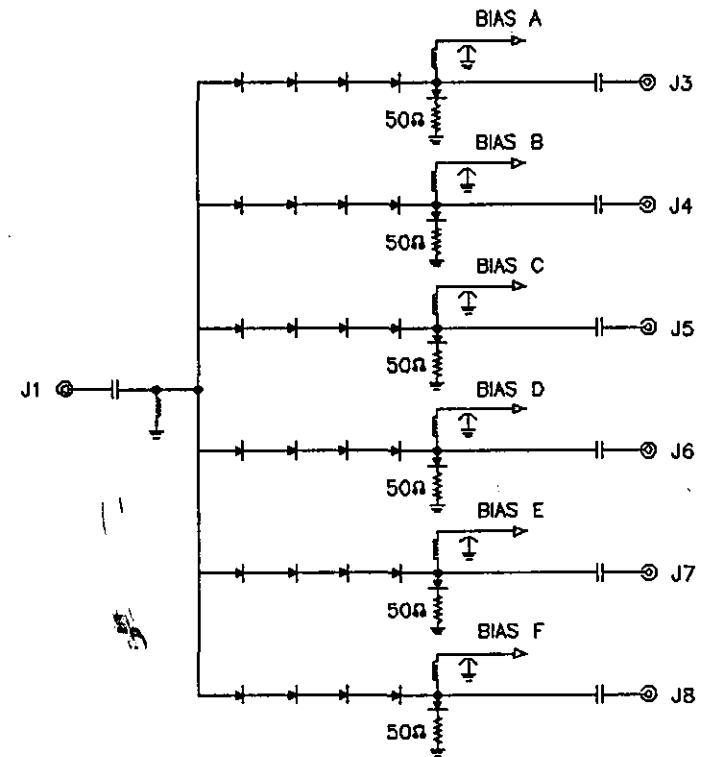 BIAS A
J3
50Ω
BIAS B
J4
50Ω
BIAS C
J5
50Ω
J1
BIAS D
J6
50Ω
BIAS E
J7
50Ω
BIAS F
J8
50Ω